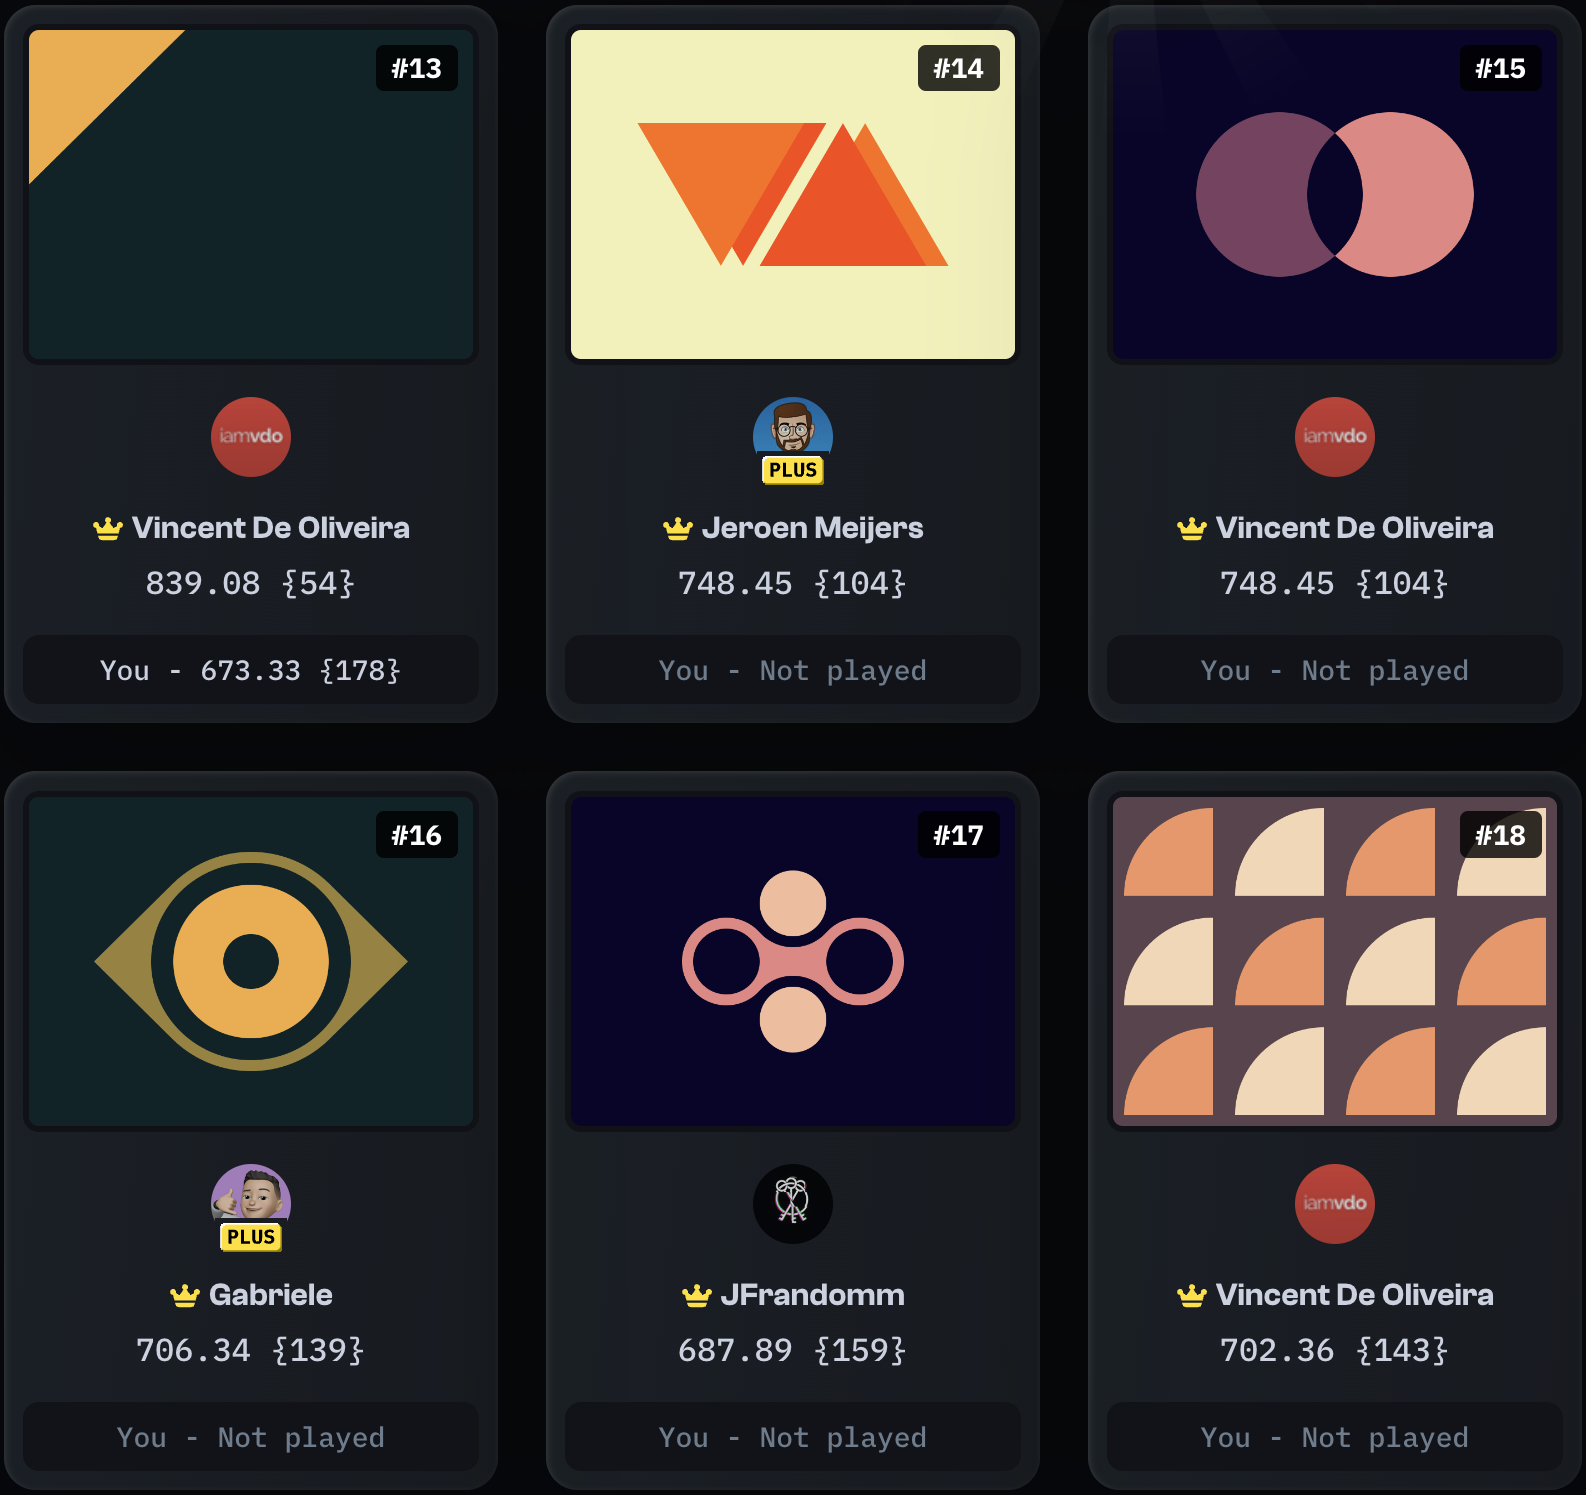 #13
#14
#15
iamvdo
PLUS
iamvdo
Vincent De Oliveira
Jeroen Meijers
Vincent De Oliveira
839.08 {54}
748.45 {104}
748.45 {104}
You - 673.33 {178}
You - Not played
You - Not played
#16
#17
#18
PLUS
iamvdo
Gabriele
JFrandomm
Vincent De Oliveira
706.34 {139}
687.89 {159}
702.36 {143}
You - Not played
You - Not played
You - Not played